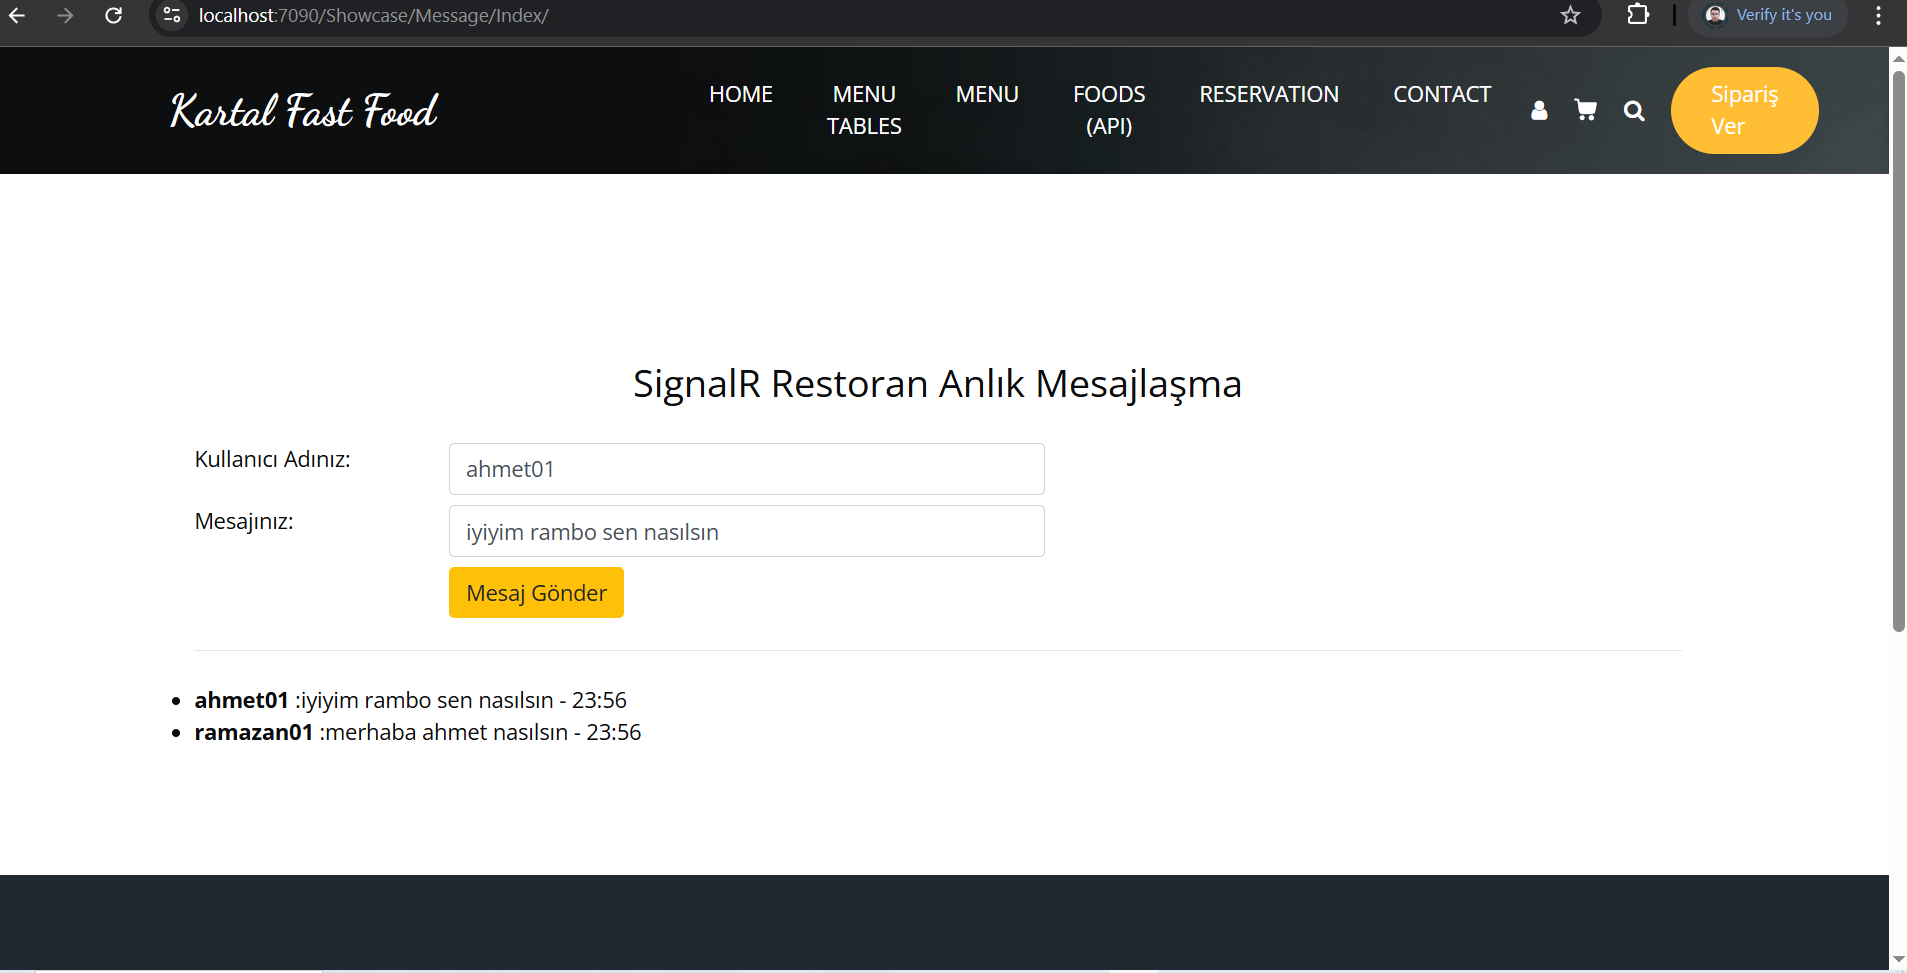 localhost:7090/Showcase/Message/Index/
Verify it's you
Kartal Fast Food
HOME
MENU
TABLES
MENU
FOODS
(API)
RESERVATION
CONTACT
Sipariş
Ver
SignalR Restoran Anlık Mesajlaşma
Kullanıcı Adınız:
ahmet01
Mesajınız:
iyiyim rambo sen nasılsın
Mesaj Gönder
ahmet01 :iyiyim rambo sen nasılsın - 23:56
ramazan01 :merhaba ahmet nasılsın - 23:56